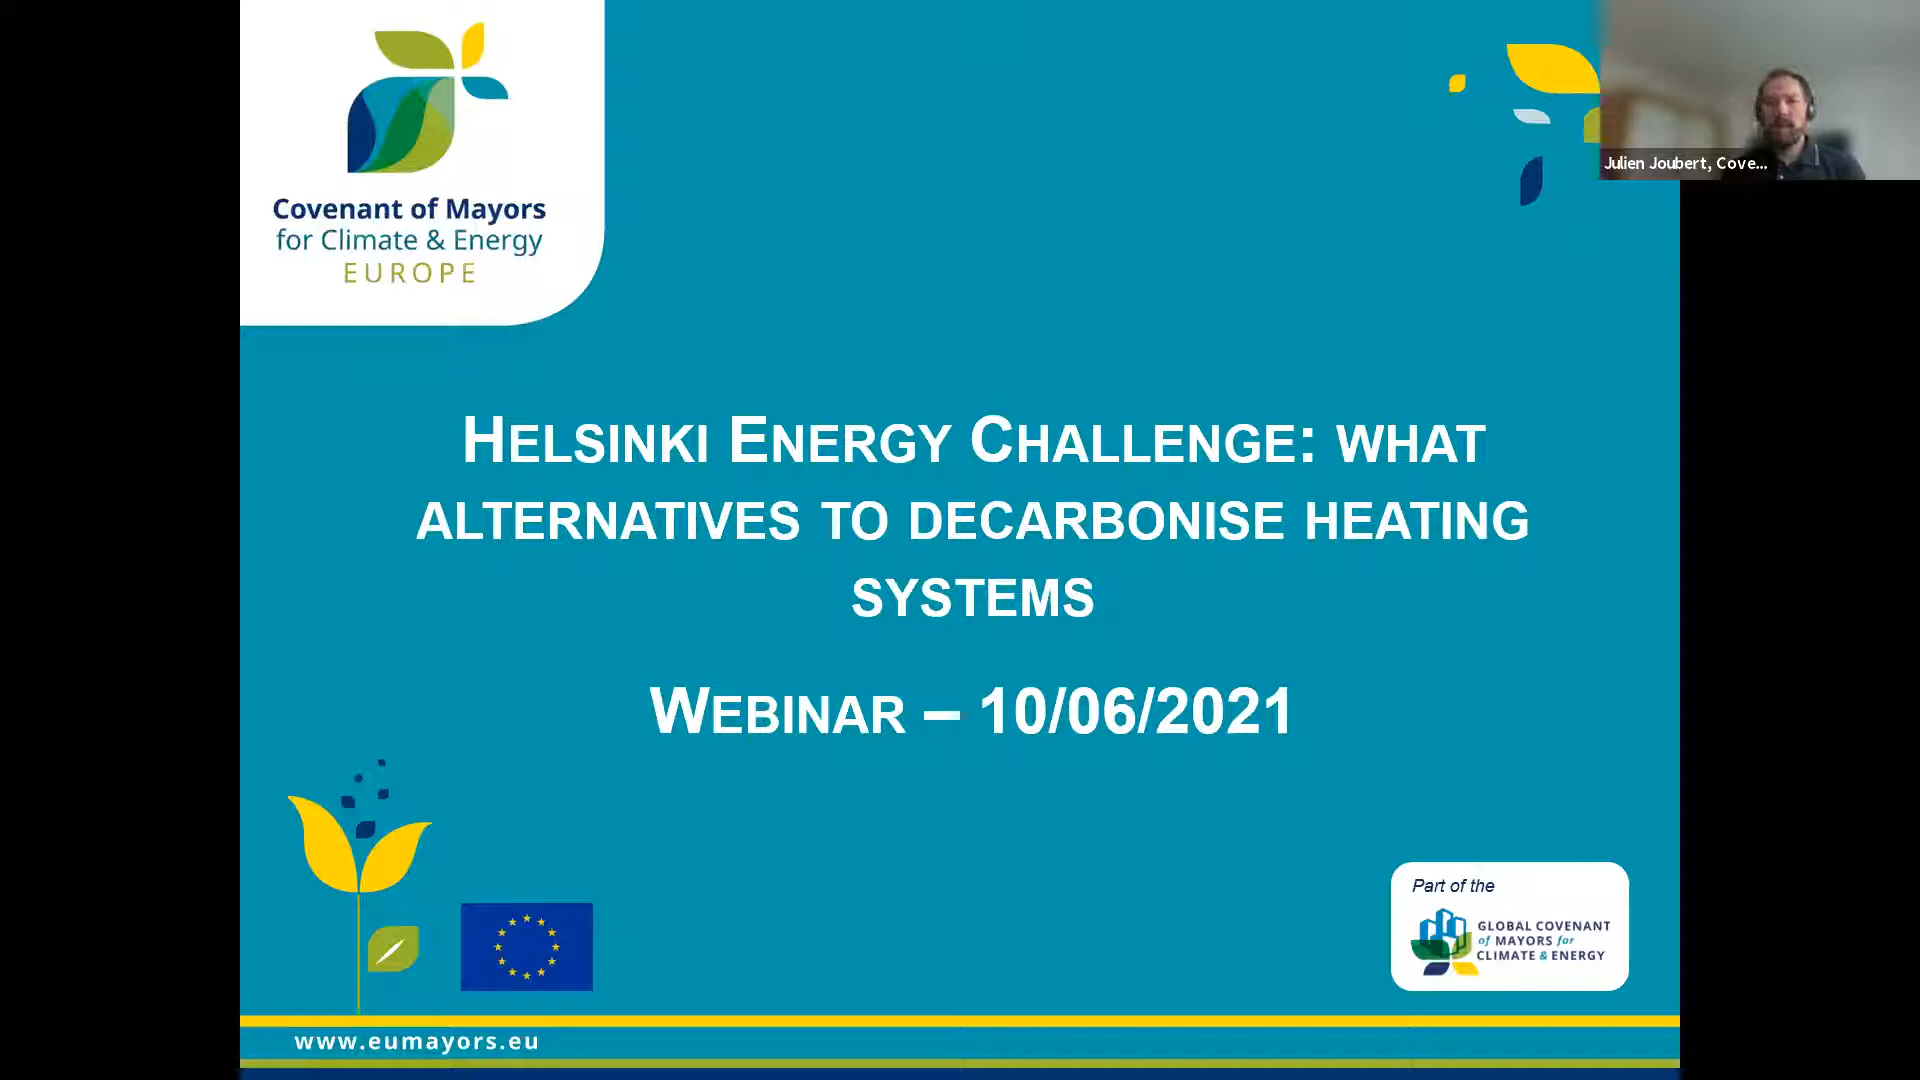 Covenant of Mayors
for Climate & Energy
EUROPE
Julien Joubert, Cove...
HELSINKI ENERGY CHALLENGE: WHAT
ALTERNATIVES TO DECARBONISE HEATING
SYSTEMS
WEBINAR – 10/06/2021
Part of the
GLOBAL COVENANT
of MAYORS for
CLIMATE & ENERGY
www.eumayors.eu